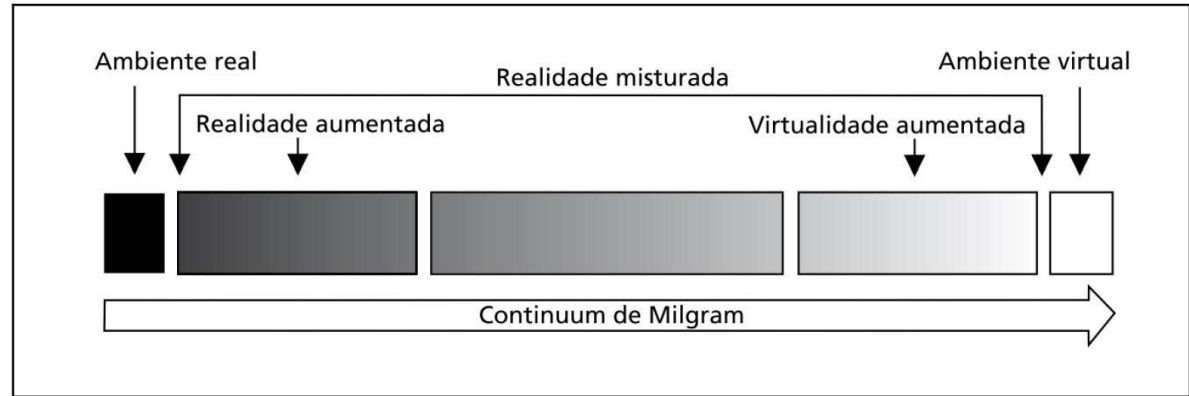 Ambiente real
Ambiente virtual
Realidade misturada
Realidade aumentada
Virtualidade aumentada
Continuum de Milgram